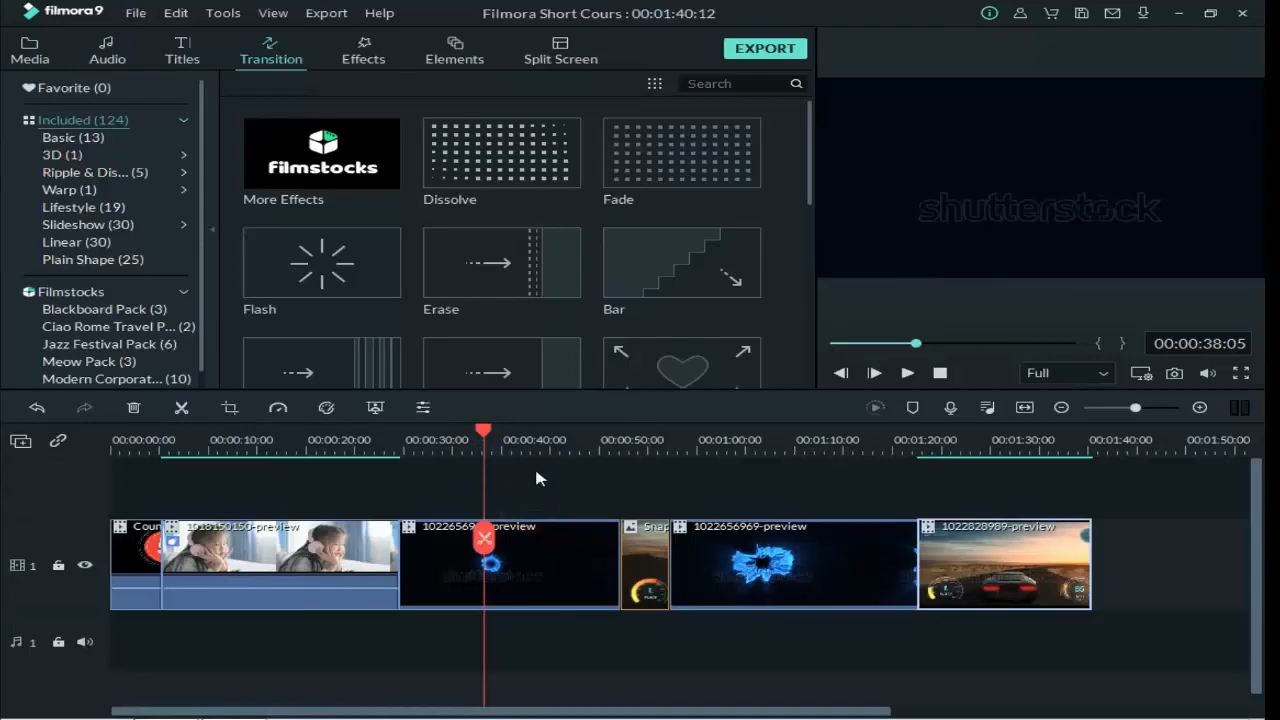 filmora9 File Edit Tools View Export Help Filmora Short Cours : 00:01:40:12
Media Audio Titles Transition Effects Elements Split Screen EXPORT
Favorite (0)
Search
Included (124)
Basic (13)
3D (1)
Ripple & Dis... (5)
Warp (1)
Lifestyle (19)
Slideshow (30)
Linear (30)
Plain Shape (25)
Filmstocks
Blackboard Pack (3)
Ciao Rome Travel P... (2)
Jazz Festival Pack (6)
Meow Pack (3)
Modern Corporat... (10)
filmstocks
More Effects Dissolve Fade
Flash Erase Bar
shutterstock
00:00:38:05
Full
00:00:00:00 00:00:10:00 00:00:20:00 00:00:30:00 00:00:40:00 00:00:50:00 00:01:00:00 00:01:10:00 00:01:20:00 00:01:30:00 00:01:40:00 00:01:50:00
Coun 1018150150-preview 10226569 preview Snap 1022656969-preview 1022828989-preview
1
1